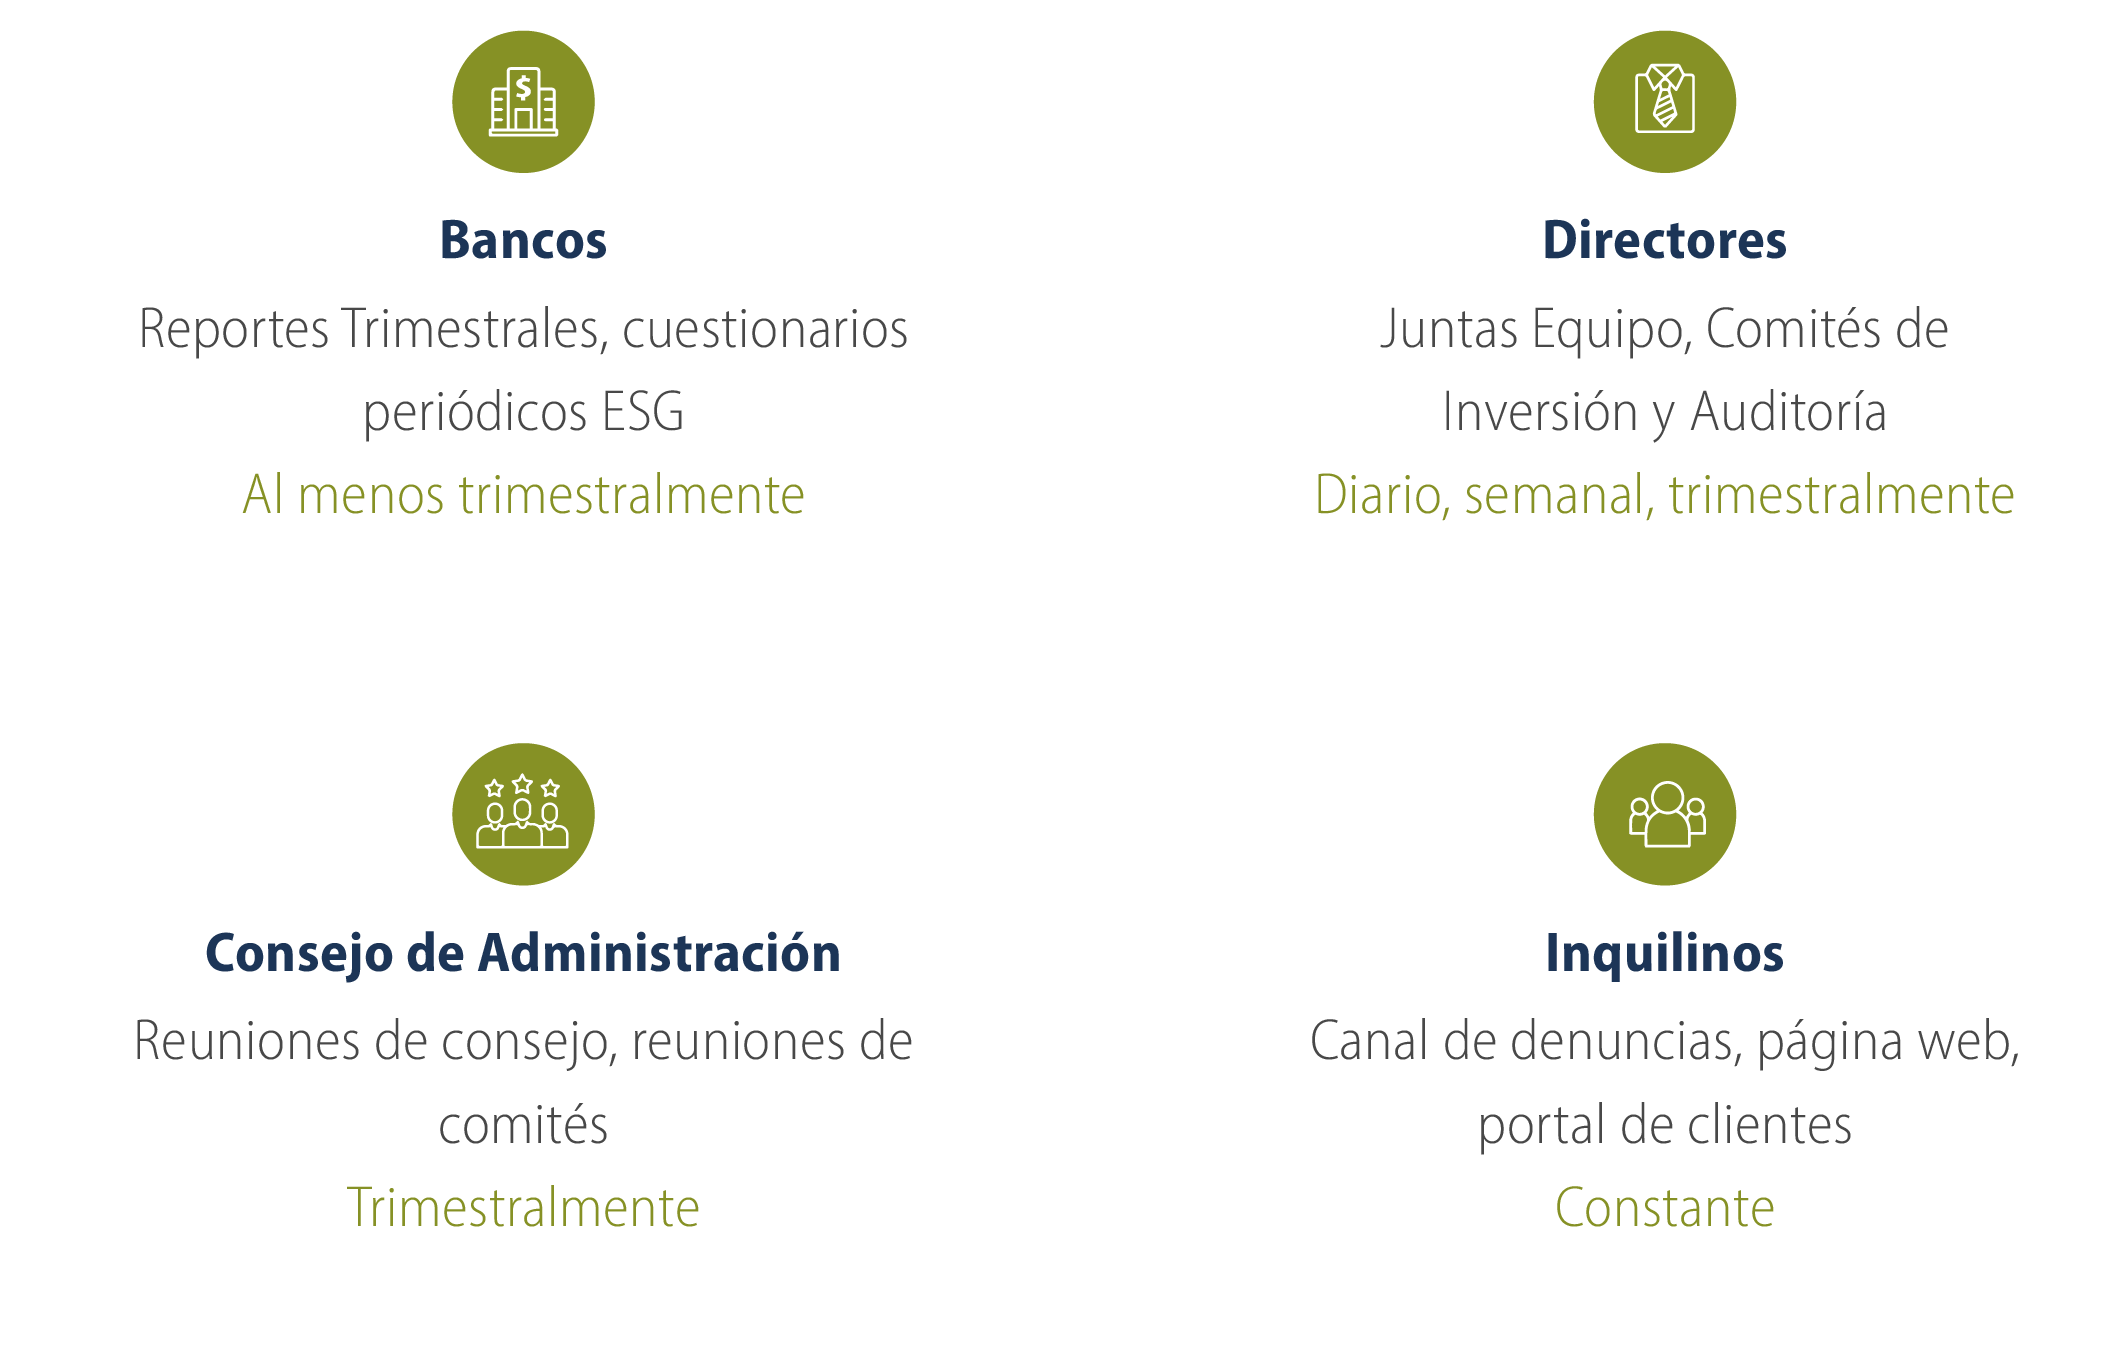 $
Bancos
Reportes Trimestrales, cuestionarios
periódicos ESG
Al menos trimestralmente
Directores
Juntas Equipo, Comités de
Inversión y Auditoría
Diario, semanal, trimestralmente
Consejo de Administración
Reuniones de consejo, reuniones de
comités
Trimestralmente
Inquilinos
Canal de denuncias, página web,
portal de clientes
Constante